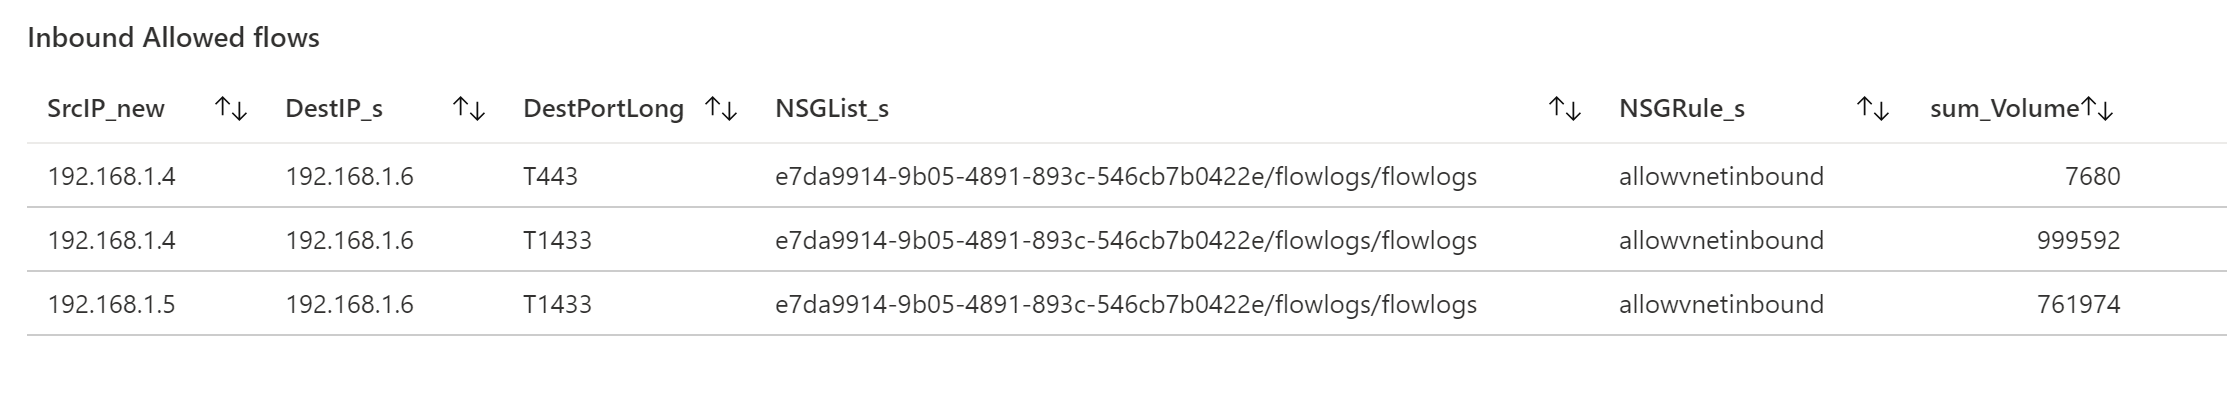 Inbound Allowed flows
SrcIP_new ↑↓ DestIP_s ↑↓ DestPortLong ↑↓ NSGList_s ↑↓ NSGRule_s ↑↓ sum_Volume↑↓
192.168.1.4 192.168.1.6 T443 e7da9914-9b05-4891-893c-546cb7b0422e/flowlogs/flowlogs allowvnetinbound 7680
192.168.1.4 192.168.1.6 T1433 e7da9914-9b05-4891-893c-546cb7b0422e/flowlogs/flowlogs allowvnetinbound 999592
192.168.1.5 192.168.1.6 T1433 e7da9914-9b05-4891-893c-546cb7b0422e/flowlogs/flowlogs allowvnetinbound 761974